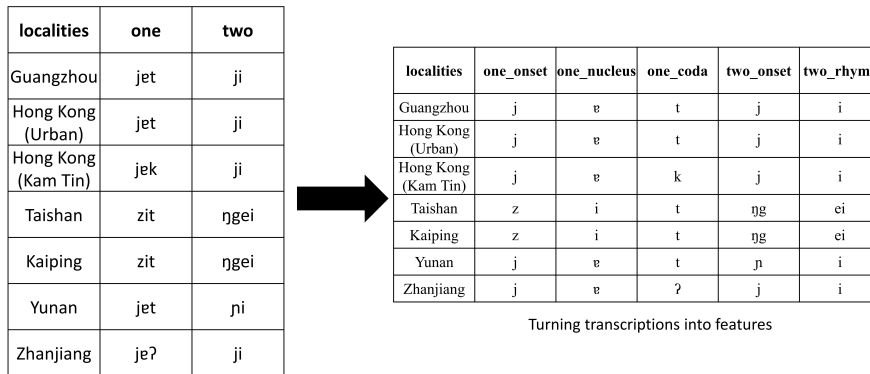 localities one two
Guangzhou jɐt ji
Hong Kong
(Urban) jɐt ji
Hong Kong
(Kam Tin) jɐk ji
Taishan zit ŋgei
Kaiping zit ŋgei
Yunan jɐt ɲi
Zhanjiang jɐʔ ji
localities one_onset one_nucleus one_coda two_onset two_rhym
Guangzhou j ɐ t j i
Hong Kong
(Urban) j ɐ t j i
Hong Kong
(Kam Tin) j ɐ k j i
Taishan z i t ŋg ei
Kaiping z i t ŋg ei
Yunan j ɐ t ɲ i
Zhanjiang j ɐ ʔ j i
Turning transcriptions into features